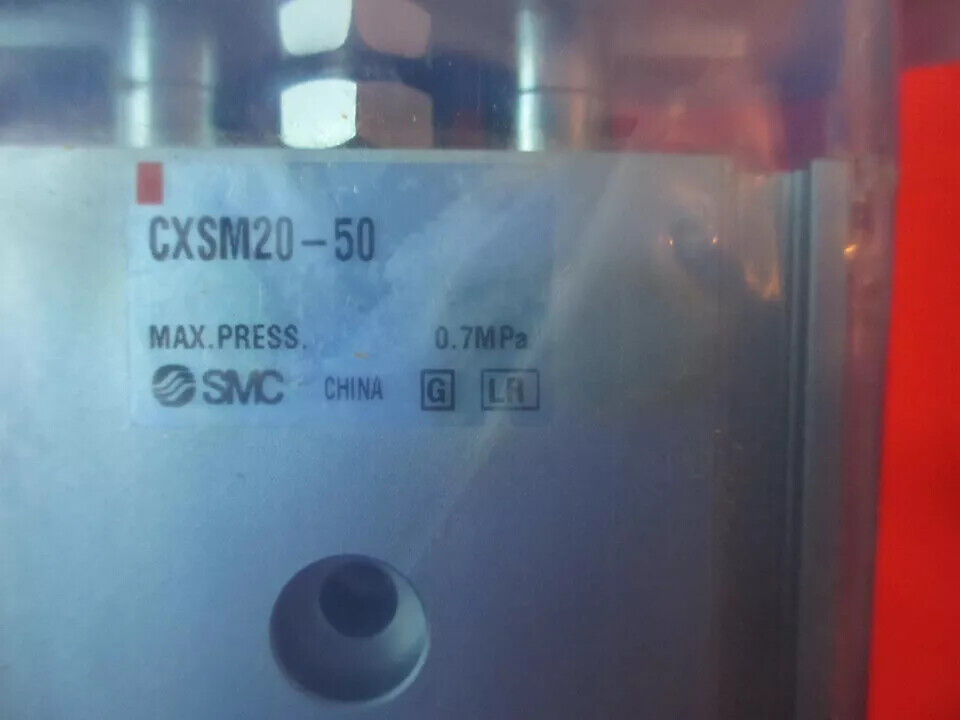 CXSM20-50
MAX.PRESS. 0.7MPa
SMC CHINA G LR